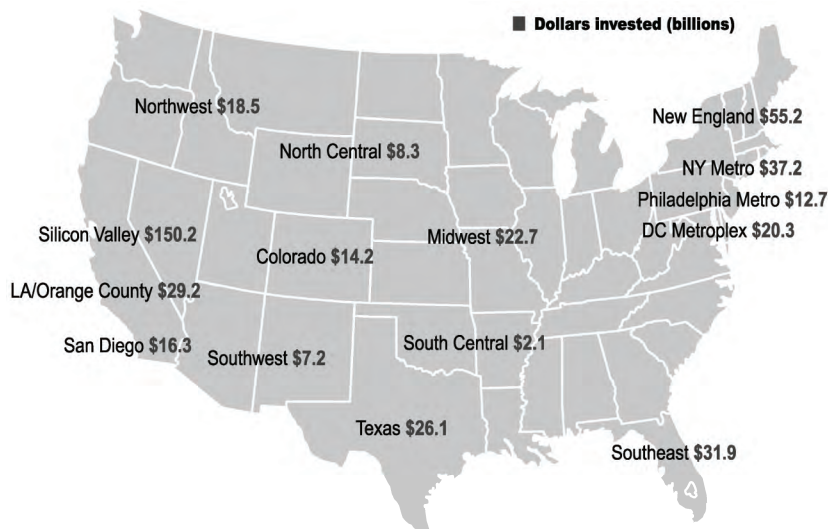 Dollars invested (billions)
Northwest $18.5
New England $55.2
North Central $8.3
NY Metro $37.2
Philadelphia Metro $12.7
Silicon Valley $150.2
Midwest $22.7
DC Metroplex $20.3
Colorado $14.2
LA/Orange County $29.2
San Diego $16.3
South Central $2.1
Southwest $7.2
Texas $26.1
Southeast $31.9